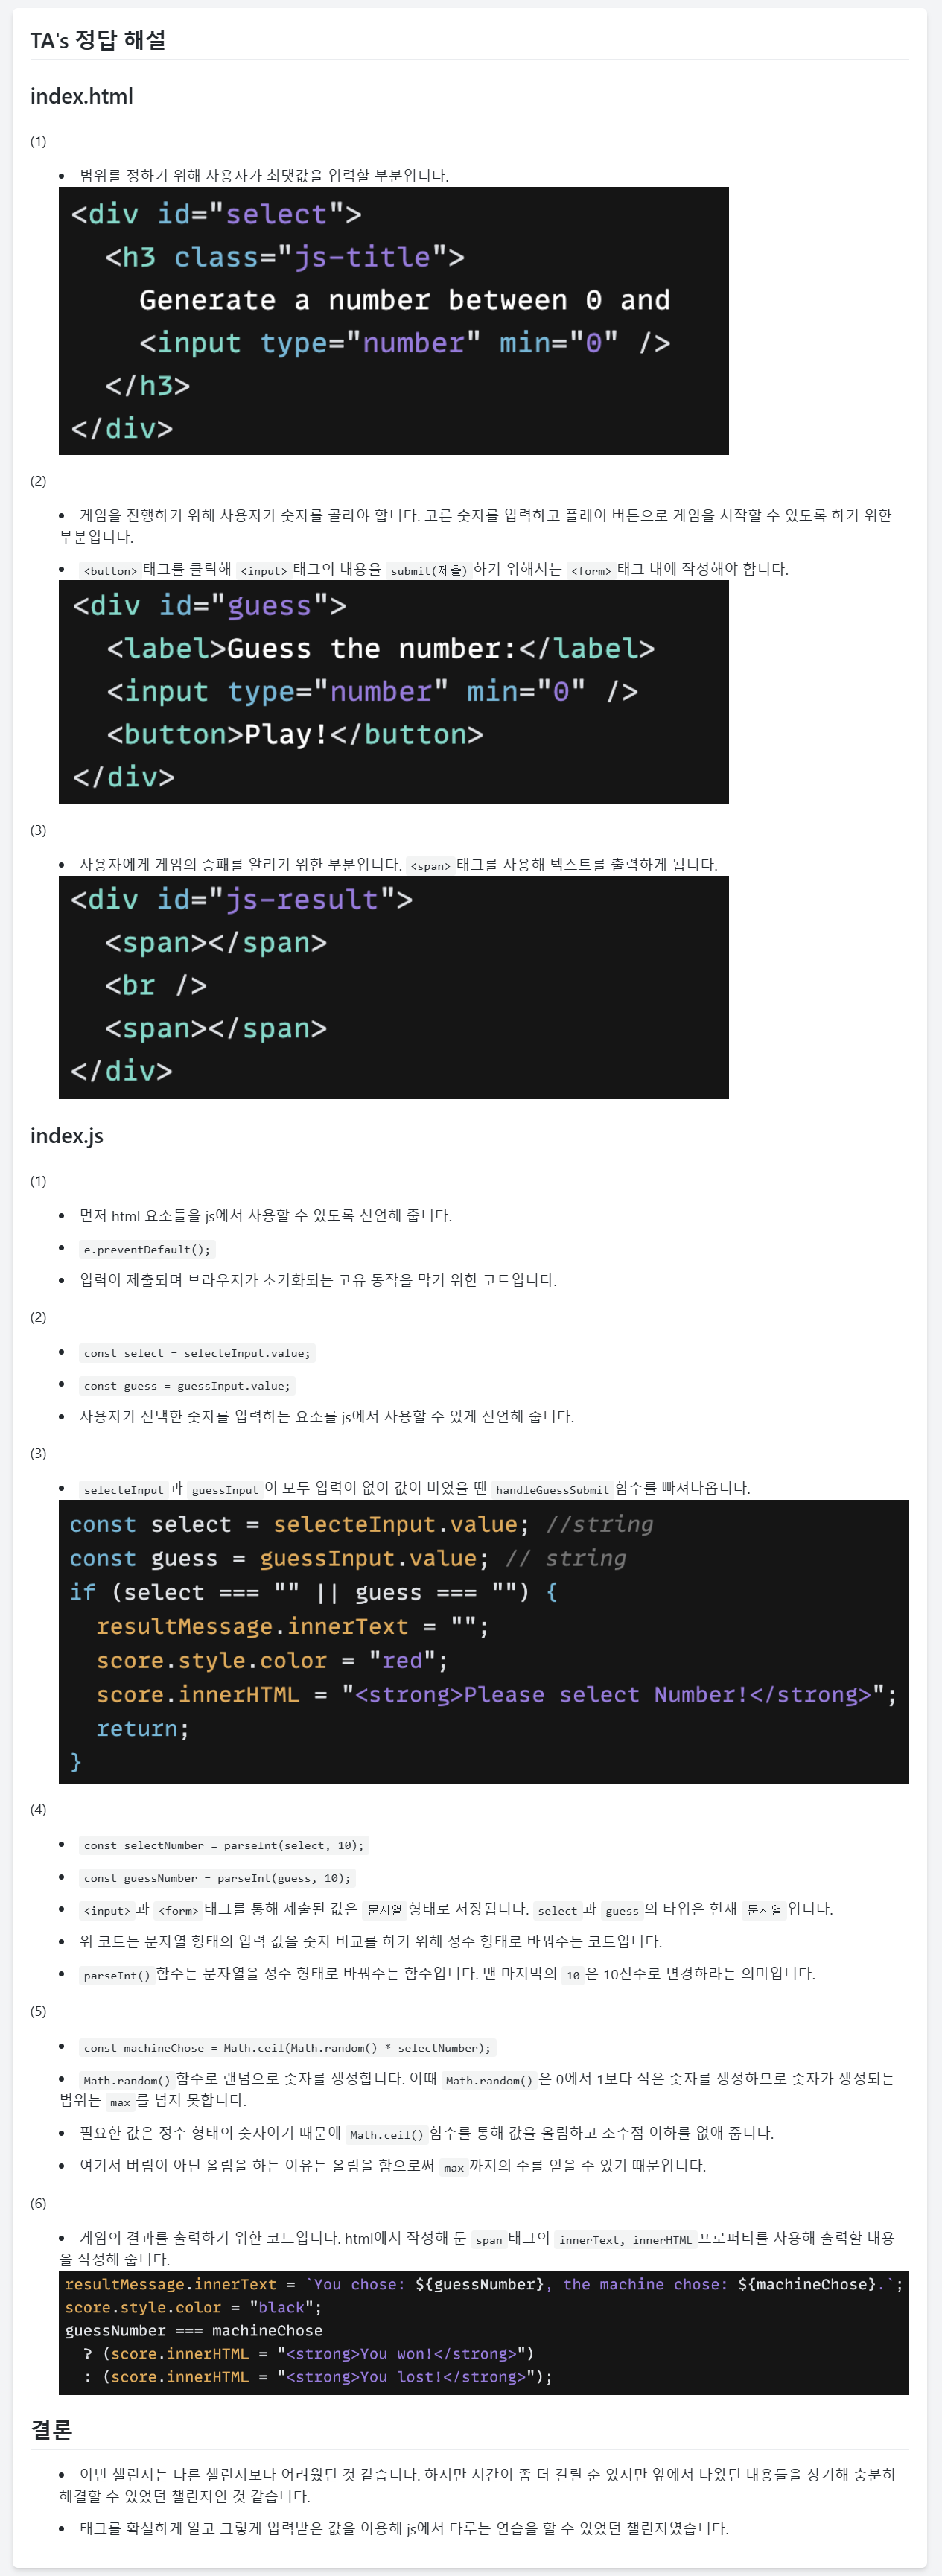 TA's 정답 해설
index.html
(1)
• 범위를 정하기 위해 사용자가 최댓값을 입력할 부분입니다.
<div id="select">
<h3 class="js-title">
Generate a number between 0 and
<input type="number" min="0" />
</h3>
</div>
(2)
• 게임을 진행하기 위해 사용자가 숫자를 골라야 합니다. 고른 숫자를 입력하고 플레이 버튼으로 게임을 시작할 수 있도록 하기 위한
부분입니다.
• <button> 태그를 클릭해 <input> 태그의 내용을 submit(제출) 하기 위해서는 <form> 태그 내에 작성해야 합니다.
<div id="guess">
<label>Guess the number:</label>
<input type="number" min="0" />
<button>Play!</button>
</div>
(3)
• 사용자에게 게임의 승패를 알리기 위한 부분입니다. <span> 태그를 사용해 텍스트를 출력하게 됩니다.
<div id="js-result">
<span></span>
<br />
<span></span>
</div>
index.js
(1)
• 먼저 html 요소들을 js에서 사용할 수 있도록 선언해 줍니다.
• e.preventDefault();
• 입력이 제출되며 브라우저가 초기화되는 고유 동작을 막기 위한 코드입니다.
(2)
• const select = selecteInput.value;
• const guess = guessInput.value;
• 사용자가 선택한 숫자를 입력하는 요소를 js에서 사용할 수 있게 선언해 줍니다.
(3)
• selecteInput 과 guessInput 이 모두 입력이 없어 값이 비었을 땐 handleGuessSubmit 함수를 빠져나옵니다.
const select = selecteInput.value; //string
const guess = guessInput.value; // string
if (select === "" || guess === "") {
resultMessage.innerText = "";
score.style.color = "red";
score.innerHTML = "<strong>Please select Number!</strong>";
return;
}
(4)
• const selectNumber = parseInt(select, 10);
• const guessNumber = parseInt(guess, 10);
• <input> 과 <form> 태그를 통해 제출된 값은 문자열 형태로 저장됩니다. select 과 guess 의 타입은 현재 문자열 입니다.
• 위 코드는 문자열 형태의 입력 값을 숫자 비교를 하기 위해 정수 형태로 바꿔주는 코드입니다.
• parseInt() 함수는 문자열을 정수 형태로 바꿔주는 함수입니다. 맨 마지막의 10 은 10진수로 변경하라는 의미입니다.
(5)
• const machineChose = Math.ceil(Math.random() * selectNumber);
• Math.random() 함수로 랜덤으로 숫자를 생성합니다. 이때 Math.random() 은 0에서 1보다 작은 숫자를 생성하므로 숫자가 생성되는
범위는 max 를 넘지 못합니다.
• 필요한 값은 정수 형태의 숫자이기 때문에 Math.ceil() 함수를 통해 값을 올림하고 소수점 이하를 없애 줍니다.
• 여기서 버림이 아닌 올림을 하는 이유는 올림을 함으로써 max 까지의 수를 얻을 수 있기 때문입니다.
(6)
• 게임의 결과를 출력하기 위한 코드입니다. html에서 작성해 둔 span 태그의 innerText, innerHTML 프로퍼티를 사용해 출력할 내용
을 작성해 줍니다.
resultMessage.innerText = `You chose: ${guessNumber}, the machine chose: ${machineChose}.`;
score.style.color = "black";
guessNumber === machineChose
? (score.innerHTML = "<strong>You won!</strong>")
: (score.innerHTML = "<strong>You lost!</strong>");
결론
• 이번 챌린지는 다른 챌린지보다 어려웠던 것 같습니다. 하지만 시간이 좀 더 걸릴 순 있지만 앞에서 나왔던 내용들을 상기해 충분히
해결할 수 있었던 챌린지인 것 같습니다.
• 태그를 확실하게 알고 그렇게 입력받은 값을 이용해 js에서 다루는 연습을 할 수 있었던 챌린지였습니다.